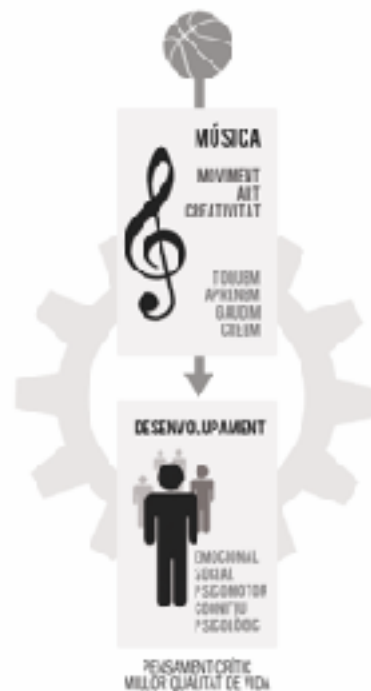 MÚSICA
MOVIMENT
ART
CREATIVITAT
TOQUEM
APRENEM
GAUDIM
CREEM
DESENVOLUPAMENT
EMOCIONAL
SOCIAL
PSICOMOTOR
COGNITIU
PSICOLÒGIC
PENSAMENT CRÍTIC
MILLOR QUALITAT DE VIDA